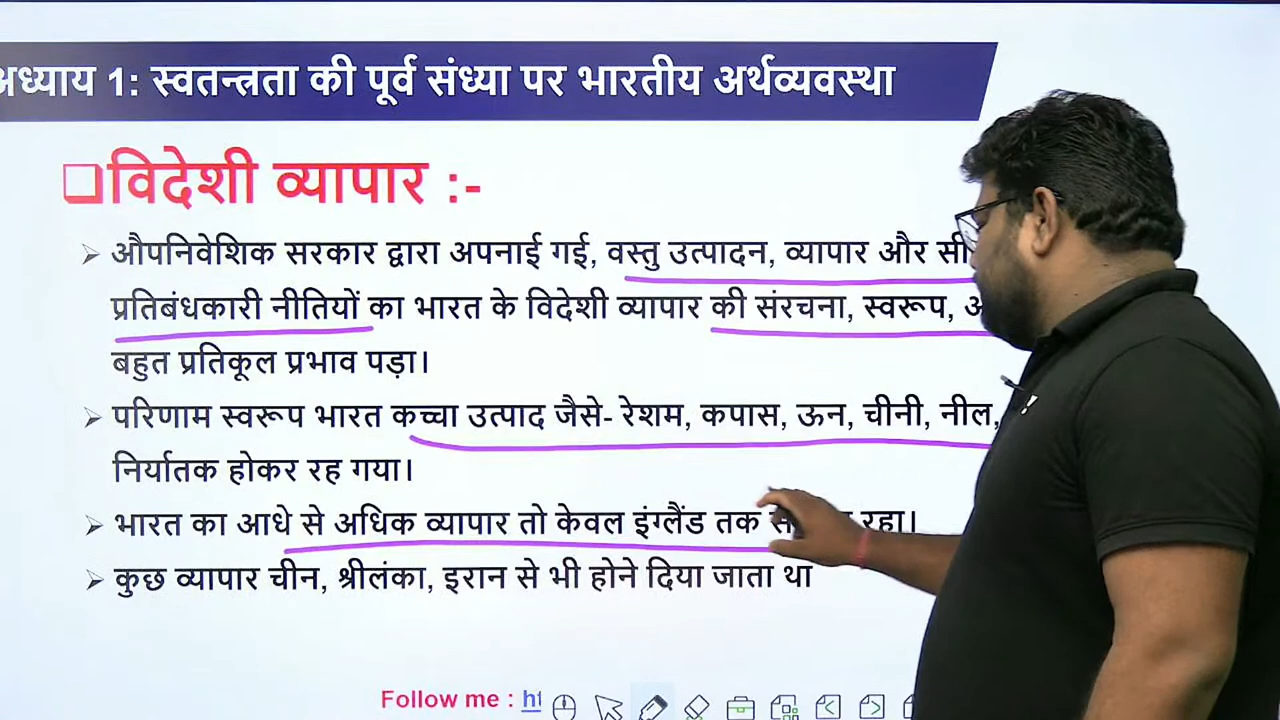 अध्याय 1: स्वतन्त्रता की पूर्व संध्या पर भारतीय अर्थव्यवस्था
विदेशी व्यापार :-
औपनिवेशिक सरकार द्वारा अपनाई गई, वस्तु उत्पादन, व्यापार और
प्रतिबंधकारी नीतियों का भारत के विदेशी व्यापार की संरचना, स्वरूप,
बहुत प्रतिकूल प्रभाव पड़ा।
परिणाम स्वरूप भारत कच्चा उत्पाद जैसे- रेशम, कपास, ऊन, चीनी, नील,
निर्यातक होकर रह गया।
भारत का आधे से अधिक व्यापार तो केवल इंग्लैंड तक रहा।
कुछ व्यापार चीन, श्रीलंका, इरान से भी होने दिया जाता था
Follow me :